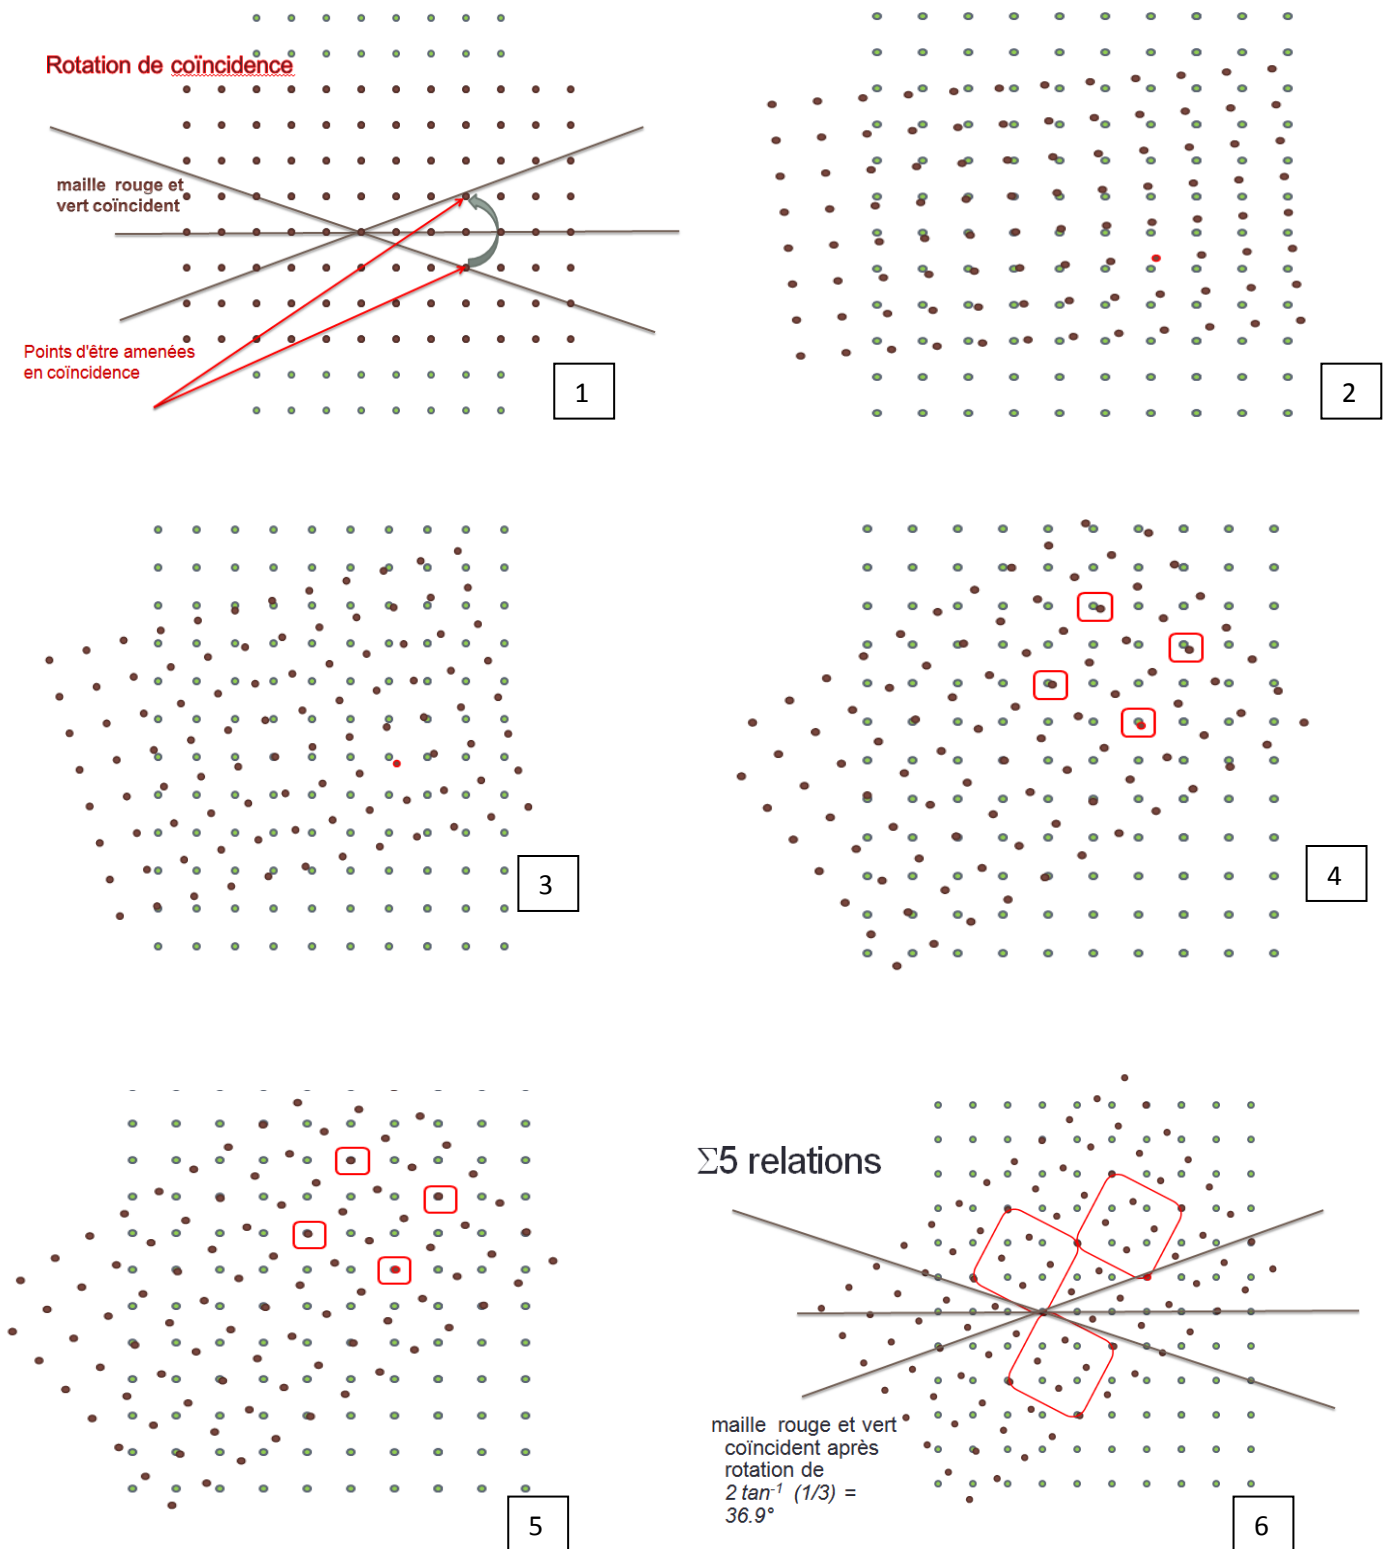 Rotation de coïncidence
maille rouge et
vert coïncident
Points d'être amenées
en coïncidence
1
2
3
4
5
Σ5 relations
maille rouge et vert
coïncident après
rotation de
2 tan-1 (1/3) =
36.9°
6